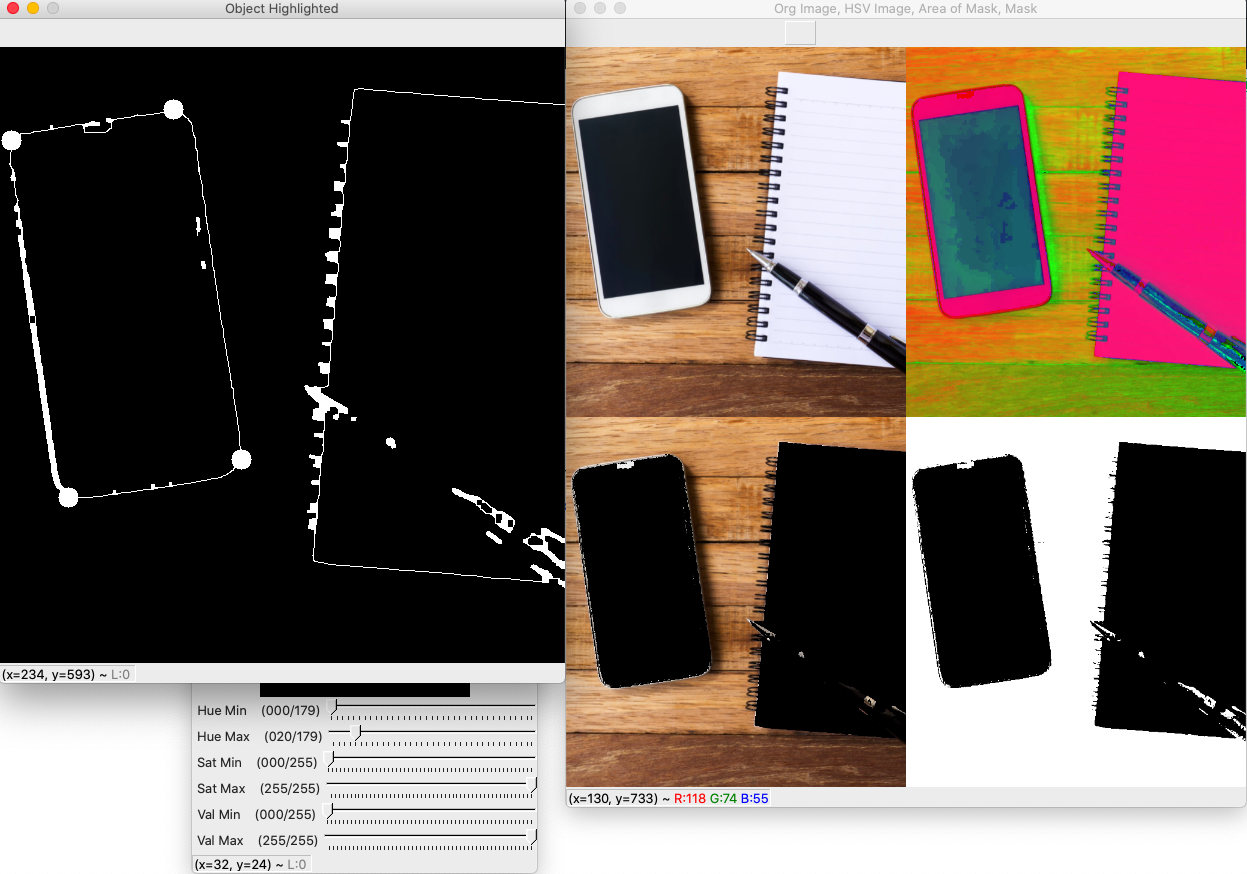 Object Highlighted
Org Image, HSV Image, Area of Mask, Mask
(x=234, y=593) ~ L:0
Hue Min (000/179)
Hue Max (020/179)
Sat Min (000/255)
Sat Max (255/255)
Val Min (000/255)
Val Max (255/255)
(x=32, y=24) ~ L:0
(x=130, y=733) ~ R:118 G:74 B:55